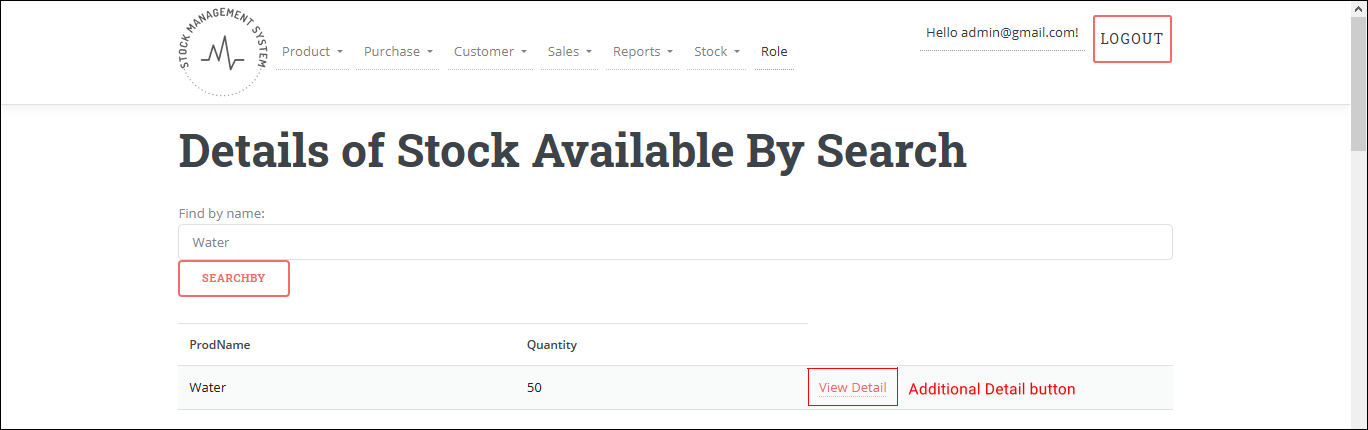 STOCK MANAGEMENT SYSTEM
Product Purchase Customer Sales Reports Stock Role
Hello admin@gmail.com!
LOGOUT
Details of Stock Available By Search
Find by name:
Water
SEARCHBY
ProdName Quantity
Water 50 View Detail Additional Detail button